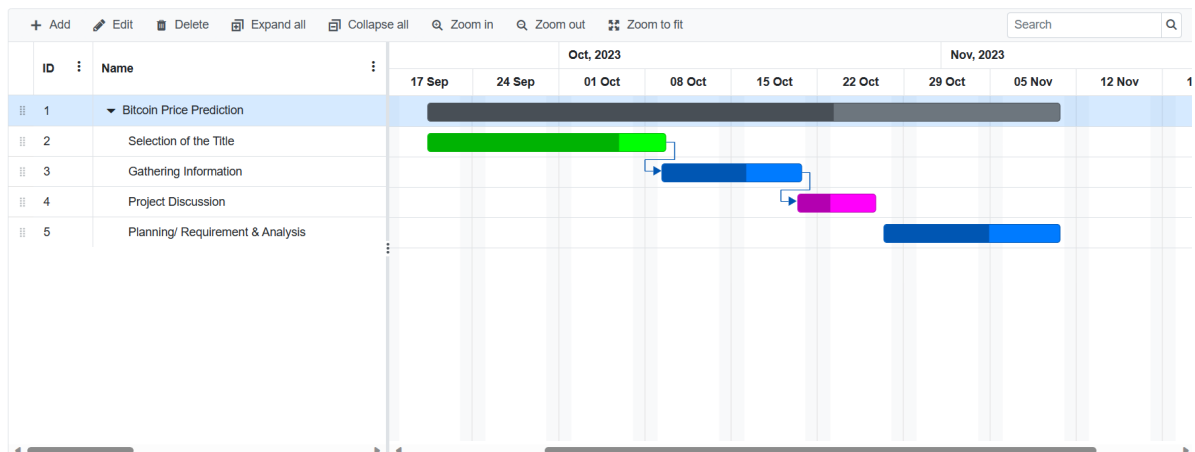 Add Edit Delete Expand all Collapse all Zoom in Zoom out Zoom to fit Search
Oct, 2023 Nov, 2023
ID Name
17 Sep 24 Sep 01 Oct 08 Oct 15 Oct 22 Oct 29 Oct 05 Nov 12 Nov 1
1 Bitcoin Price Prediction
2 Selection of the Title
3 Gathering Information
4 Project Discussion
5 Planning/ Requirement & Analysis